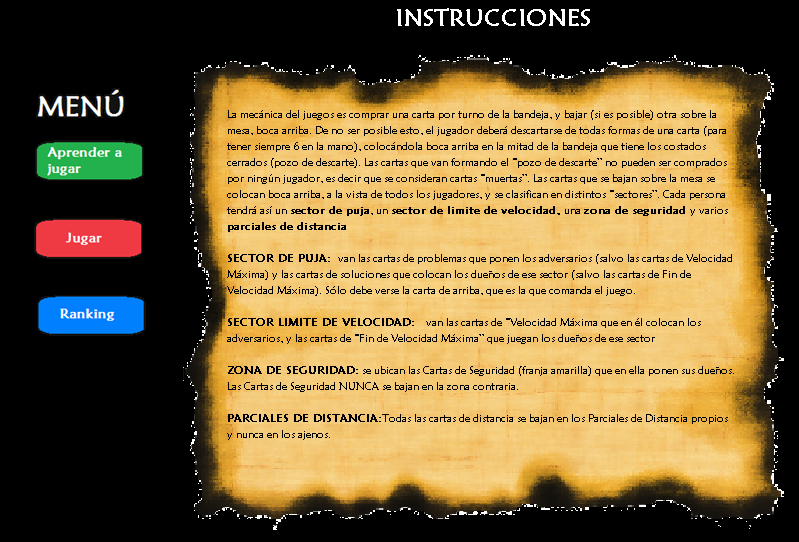 INSTRUCCIONES
MENÚ
Aprender a
jugar
Jugar
Ranking
La mecánica del juegos es comprar una carta por turno de la bandeja, y bajar (si es posible) otra sobre la
mesa, boca arriba. De no ser posible esto, el jugador deberá descartarse de todas formas de una carta (para
tener siempre 6 en la mano), colocándola boca arriba en la mitad de la bandeja que tiene los costados
cerrados (pozo de descarte). Las cartas que van formando el "pozo de descarte" no pueden ser comprados
por ningún jugador, es decir que se consideran cartas "muertas". Las cartas que se bajan sobre la mesa se
colocan boca arriba, a la vista de todos los jugadores, y se clasifican en distintos "sectores". Cada persona
tendrá así un sector de puja, un sector de limite de velocidad, una zona de seguridad y varios
parciales de distancia
SECTOR DE PUJA: van las cartas de problemas que ponen los adversarios (salvo las cartas de Velocidad
Máxima) y las cartas de soluciones que colocan los dueños de ese sector (salvo las cartas de Fin de
Velocidad Máxima). Sólo debe verse la carta de arriba, que es la que comanda el juego.
SECTOR LIMITE DE VELOCIDAD: van las cartas de "Velocidad Máxima que en él colocan los
adversarios, y las cartas de "Fin de Velocidad Máxima" que juegan los dueños de ese sector
ZONA DE SEGURIDAD: se ubican las Cartas de Seguridad (franja amarilla) que en ella ponen sus dueños.
Las Cartas de Seguridad NUNCA se bajan en la zona contraria.
PARCIALES DE DISTANCIA: Todas las cartas de distancia se bajan en los Parciales de Distancia propios
y nunca en los ajenos.